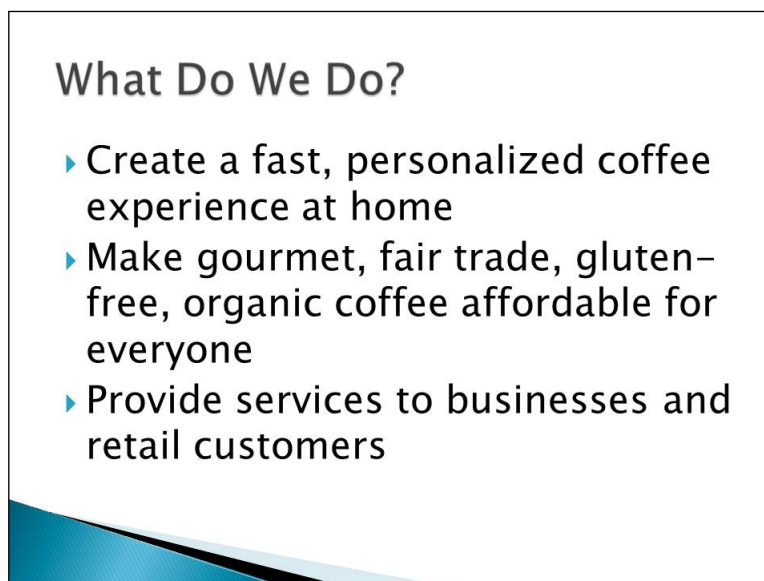 What Do We Do?
Create a fast, personalized coffee
experience at home
Make gourmet, fair trade, gluten-
free, organic coffee affordable for
everyone
Provide services to businesses and
retail customers